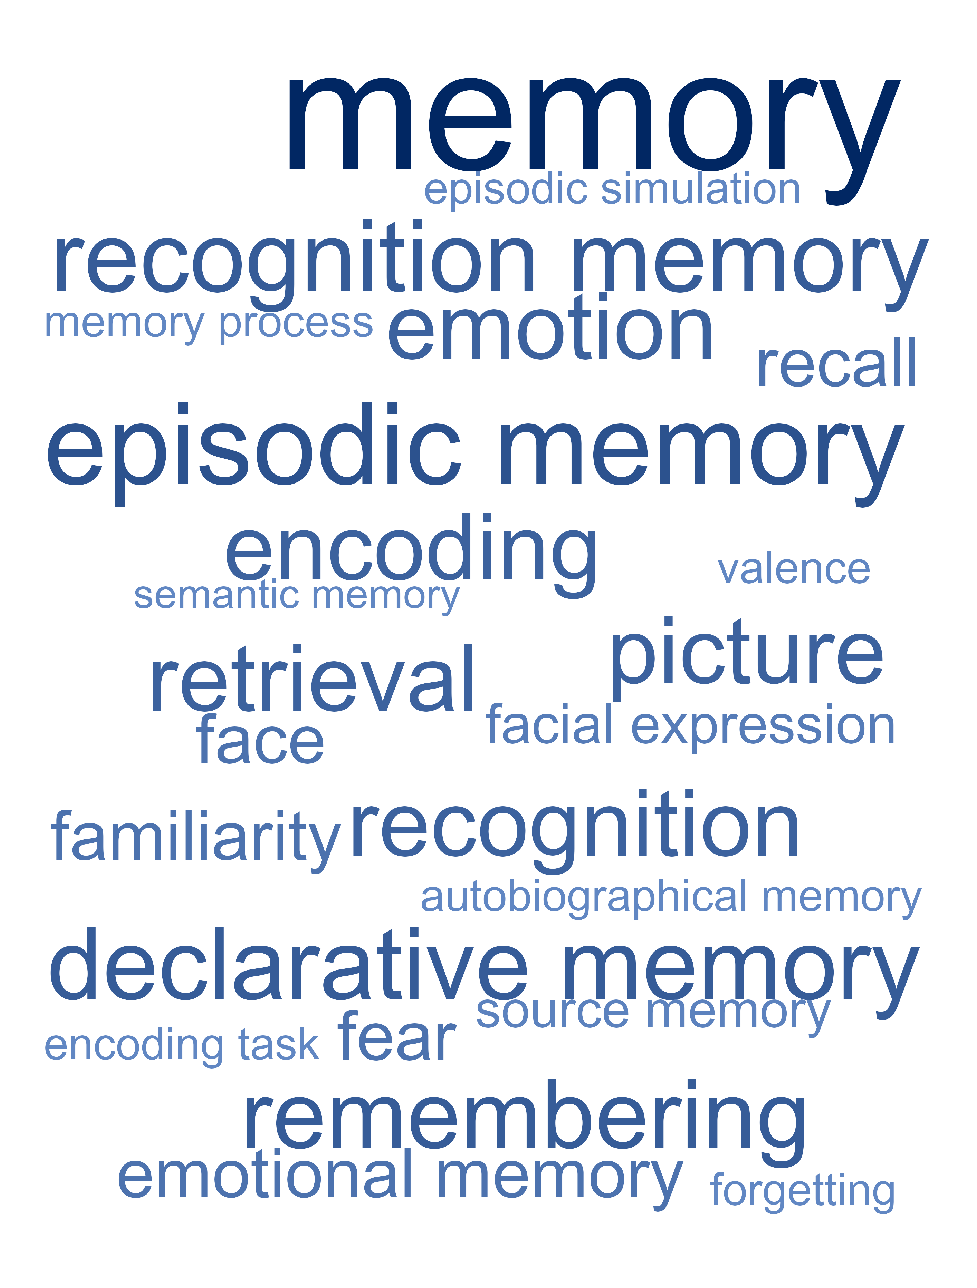 memory
episodic simulation
recognition memory
memory process emotion
recall
episodic memory
encoding
valence
semantic memory
picture
retrieval
facial expression
face
recognition
familiarity
autobiographical memory
declarative memory
source memory
encoding task fear
remembering
emotional memory
forgetting